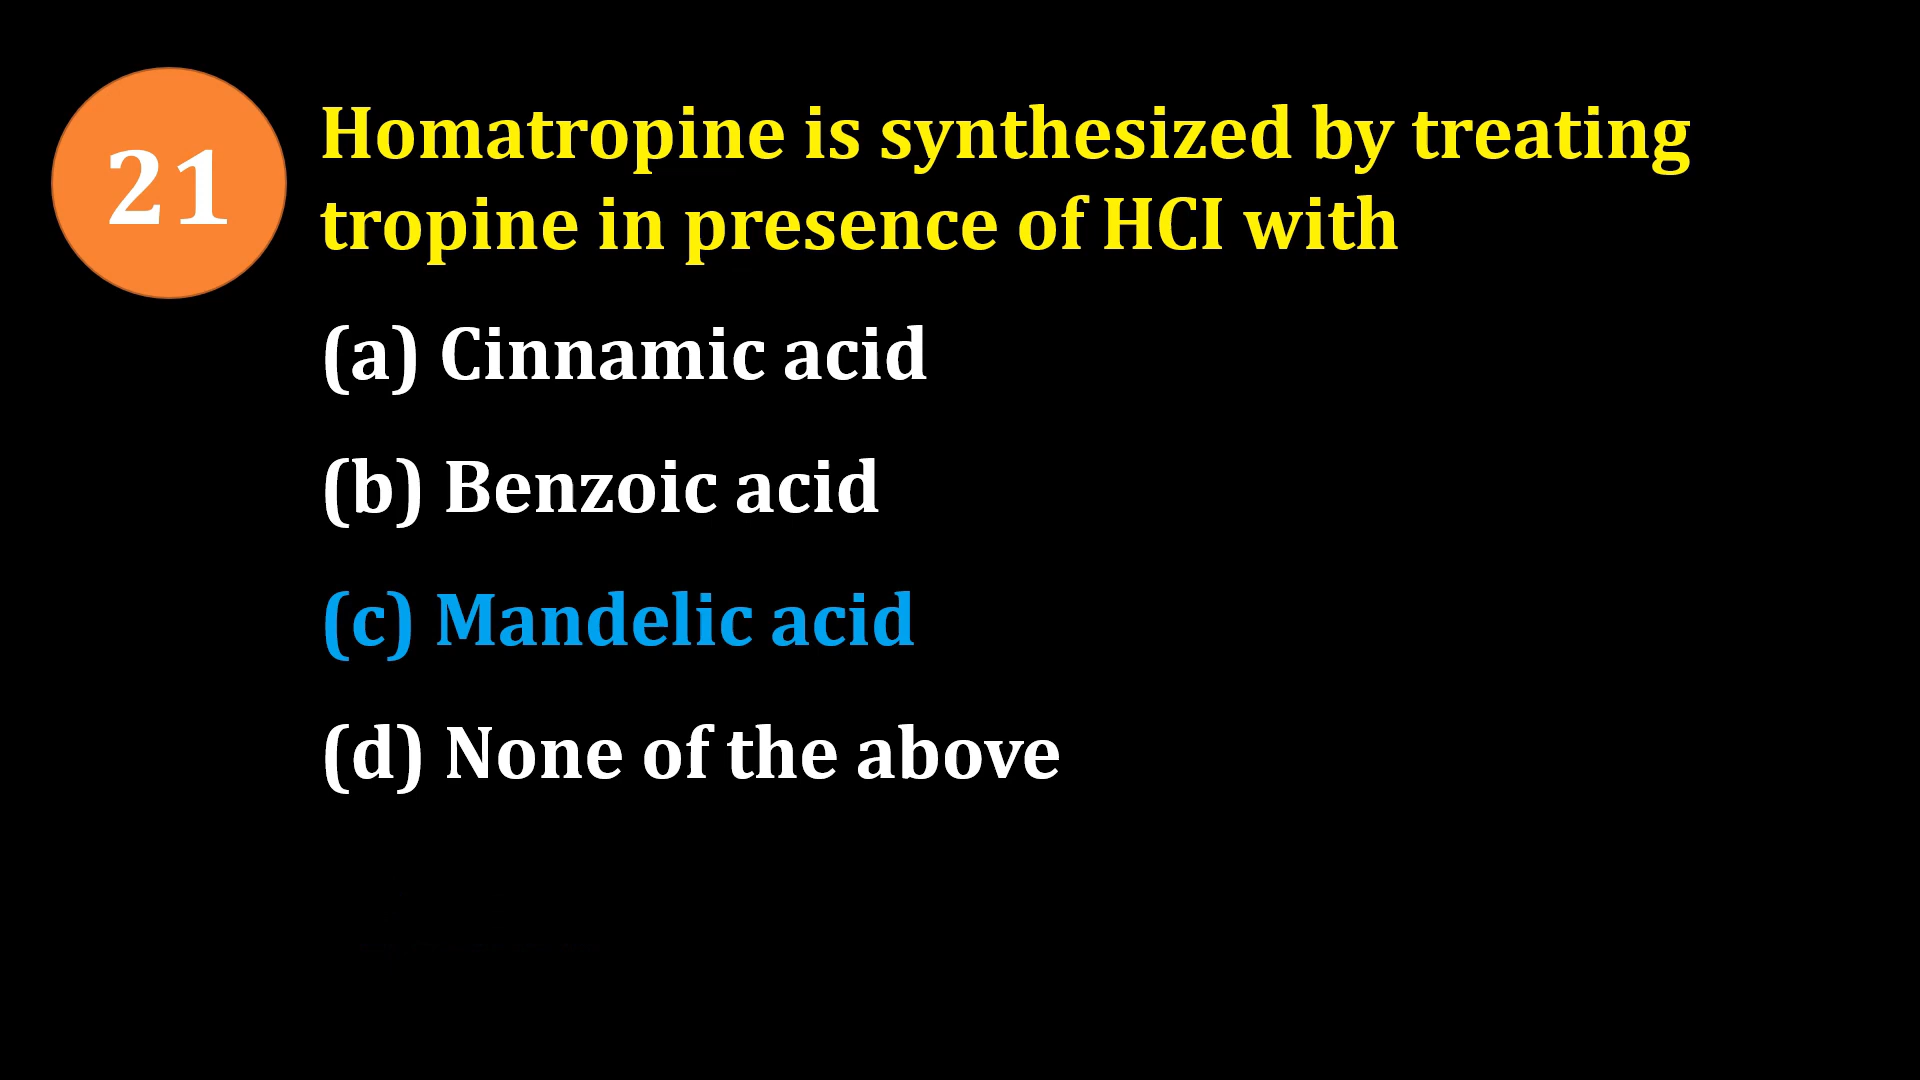 21
Homatropine is synthesized by treating
tropine in presence of HCI with
(a) Cinnamic acid
(b) Benzoic acid
(c) Mandelic acid
(d) None of the above